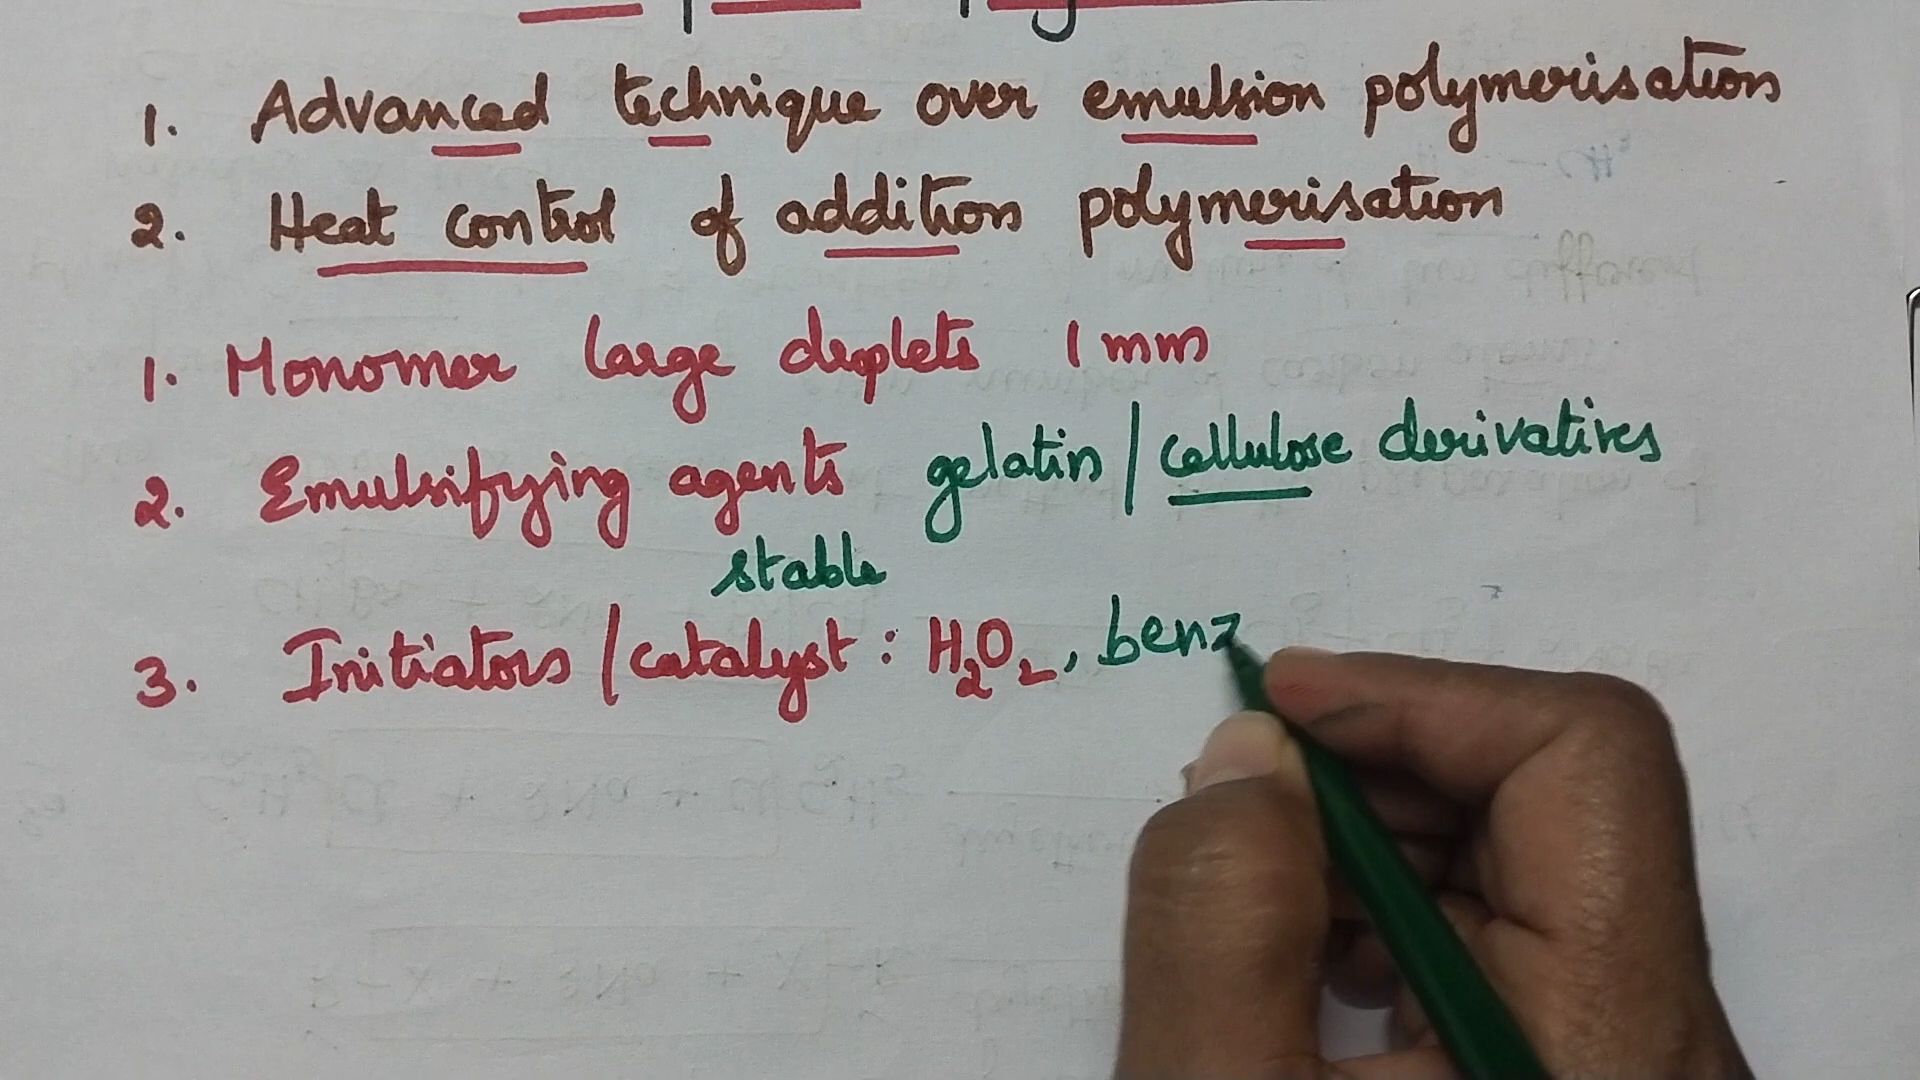 1. Advanced technique over emulsion polymerisation
2. Heat control of addition polymerisation
1. Monomer large droplets 1 mm
2. Emulsifying agents gelatin / cellulose derivatives
stable
3. Initiators / catalyst : H₂O₂, benz